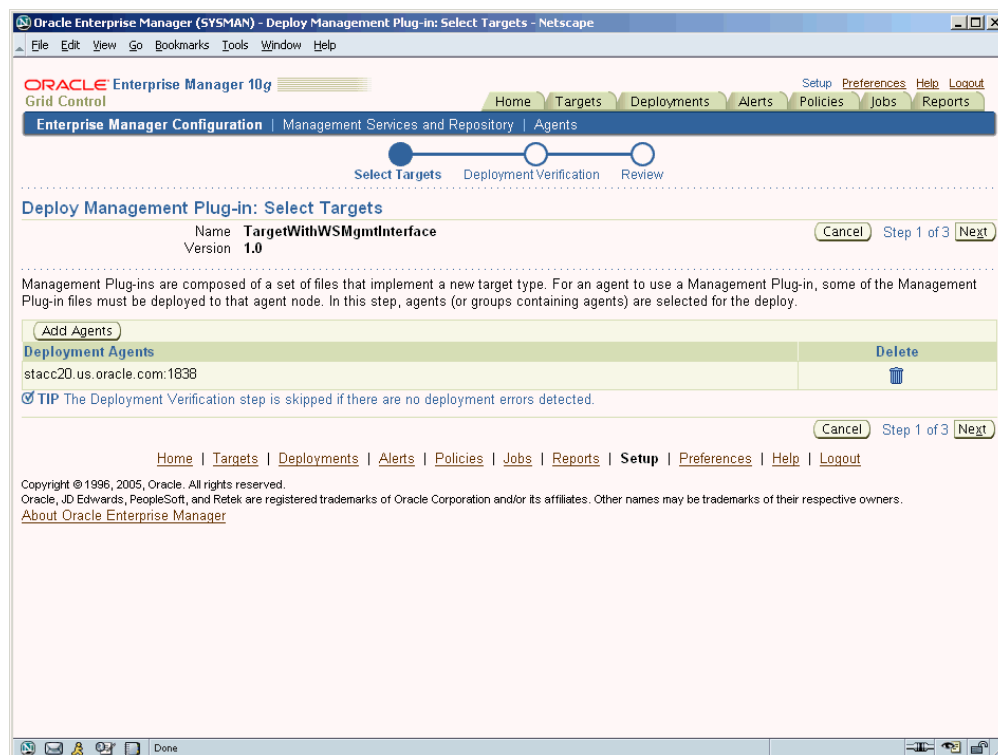 Oracle Enterprise Manager (SYSMAN) - Deploy Management Plug-in: Select Targets - Netscape
File Edit View Go Bookmarks Tools Window Help
ORACLE Enterprise Manager 10g
Grid Control
Setup Preferences Help Logout
Home Targets Deployments Alerts Policies Jobs Reports
Enterprise Manager Configuration | Management Services and Repository | Agents
Select Targets Deployment Verification Review
Deploy Management Plug-in: Select Targets
Name TargetWithWSMgmtInterface
Version 1.0
Cancel Step 1 of 3 Next
Management Plug-ins are composed of a set of files that implement a new target type. For an agent to use a Management Plug-in, some of the Management
Plug-in files must be deployed to that agent node. In this step, agents (or groups containing agents) are selected for the deploy.
Add Agents
Deployment Agents Delete
stacc20.us.oracle.com:1838
TIP The Deployment Verification step is skipped if there are no deployment errors detected.
Cancel Step 1 of 3 Next
Home | Targets | Deployments | Alerts | Policies | Jobs | Reports | Setup | Preferences | Help | Logout
Copyright © 1996, 2005, Oracle. All rights reserved.
Oracle, JD Edwards, PeopleSoft, and Retek are registered trademarks of Oracle Corporation and/or its affiliates. Other names may be trademarks of their respective owners.
About Oracle Enterprise Manager
Done